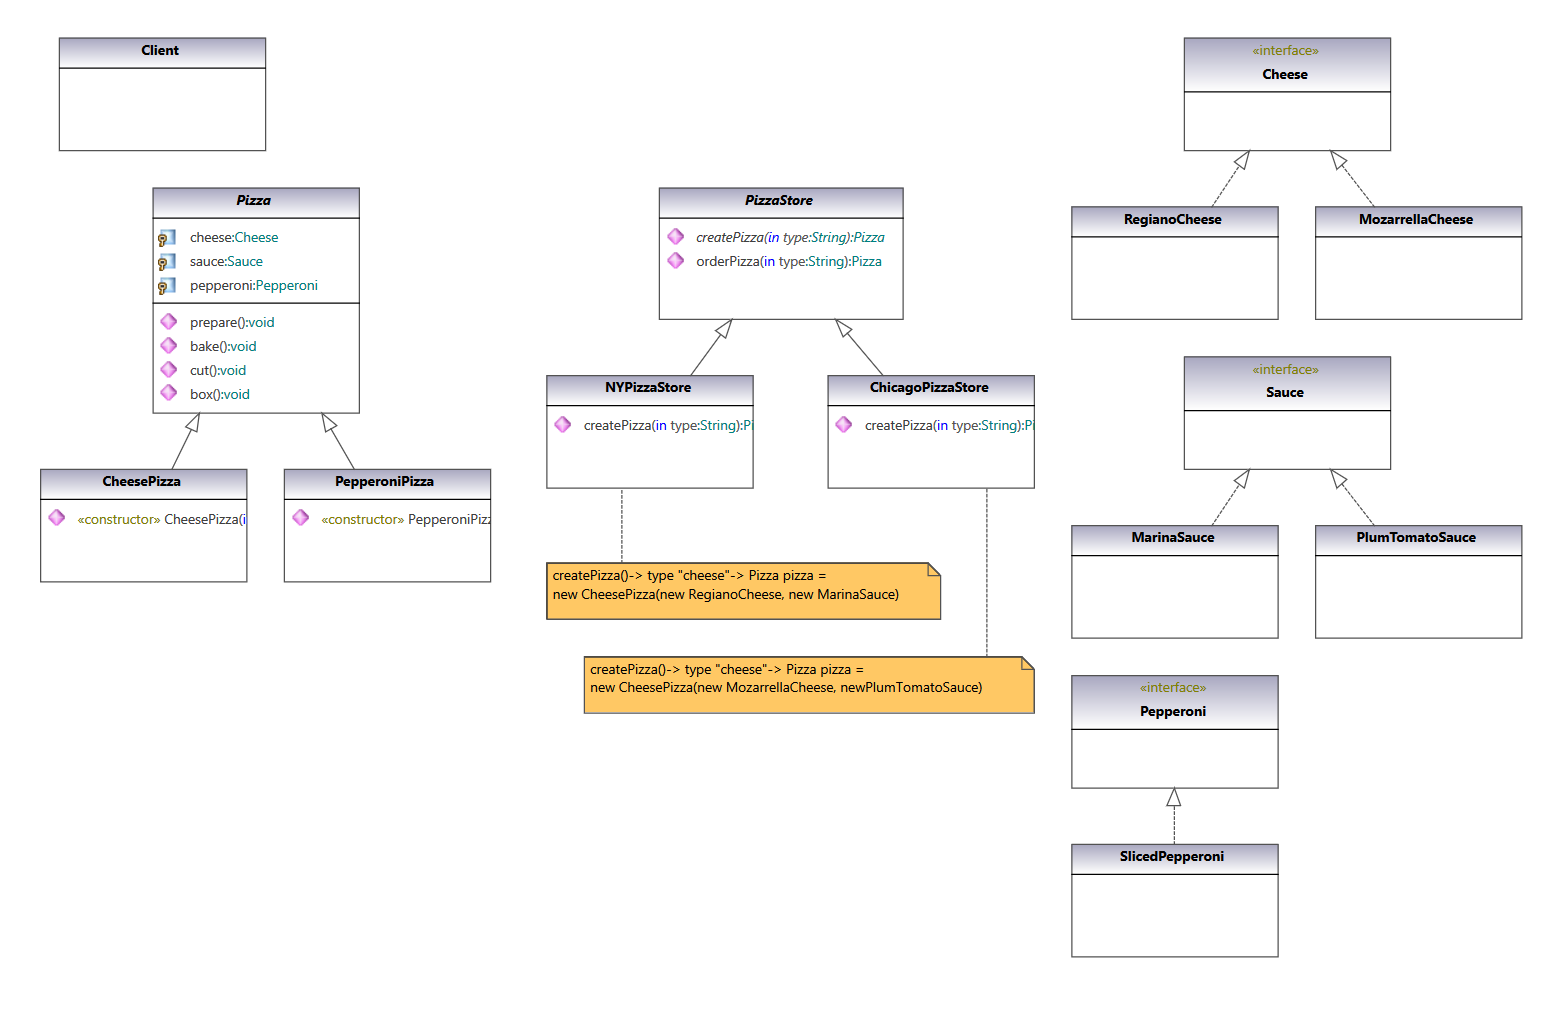 Client
Pizza
cheese:Cheese
sauce:Sauce
pepperoni:Pepperoni
prepare():void
bake():void
cut():void
box():void
CheesePizza
«constructor» CheesePizza(i
PepperoniPizza
«constructor» PepperoniPizz
PizzaStore
createPizza(in type:String):Pizza
orderPizza(in type:String):Pizza
NYPizzaStore
createPizza(in type:String):Pi
ChicagoPizzaStore
createPizza(in type:String):Pi
createPizza()-> type "cheese"-> Pizza pizza =
new CheesePizza(new RegianoCheese, new MarinaSauce)
createPizza()-> type "cheese"-> Pizza pizza =
new CheesePizza(new MozarrellaCheese, newPlumTomatoSauce)
«interface»
Cheese
RegianoCheese
MozarrellaCheese
«interface»
Sauce
MarinaSauce
PlumTomatoSauce
«interface»
Pepperoni
SlicedPepperoni